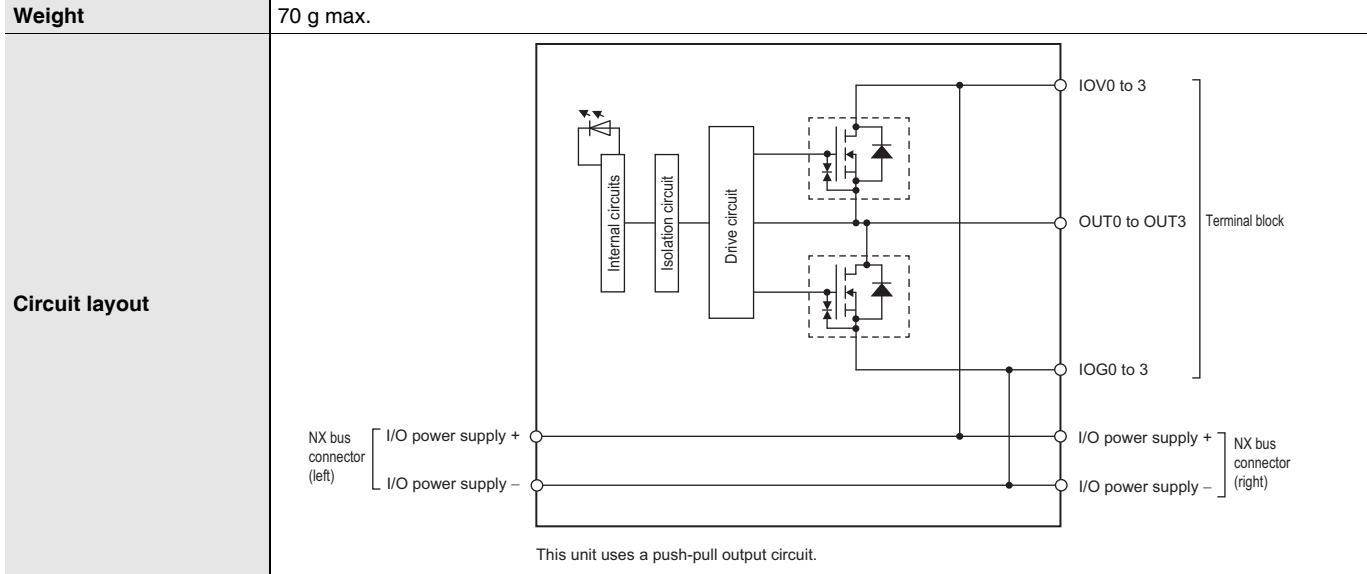 Weight
70 g max.
Circuit layout
Internal circuits
Isolation circuit
Drive circuit
IOV0 to 3
OUT0 to OUT3
Terminal block
IOG0 to 3
NX bus
connector
(left)
I/O power supply +
I/O power supply −
I/O power supply +
I/O power supply −
NX bus
connector
(right)
This unit uses a push-pull output circuit.